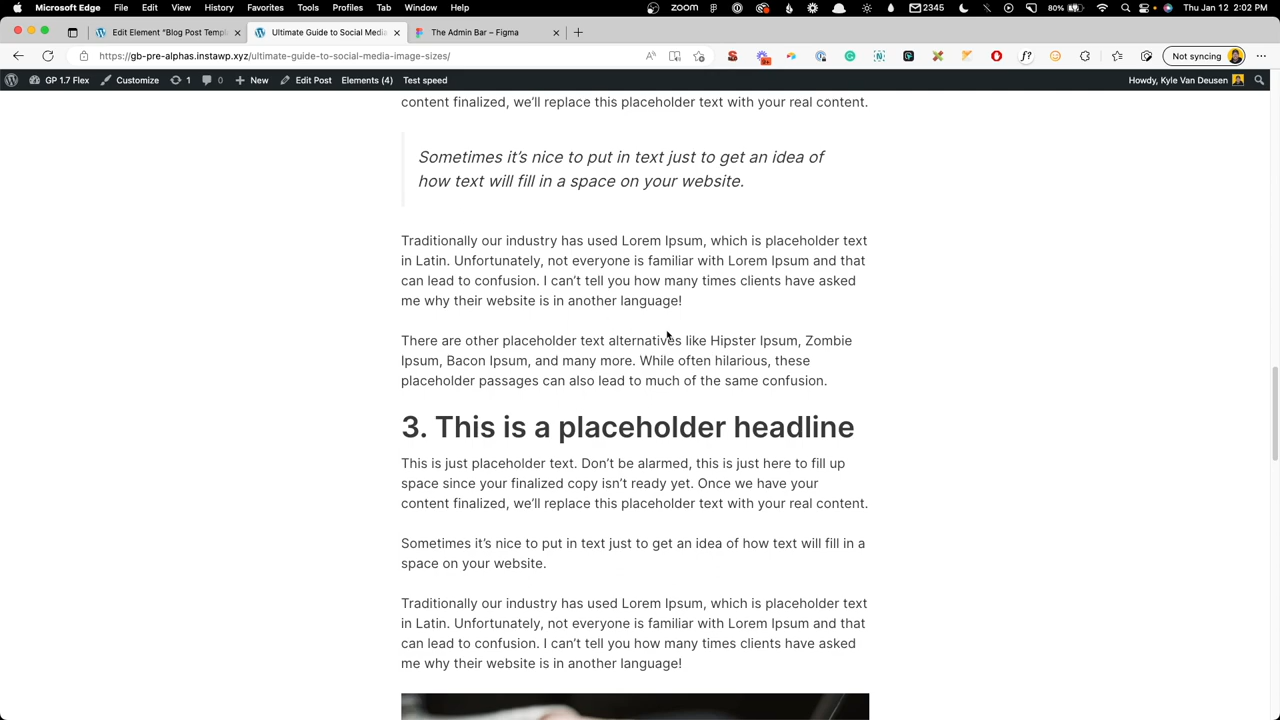 Microsoft Edge File Edit View History Favorites Tools Profiles Tab Window Help zoom 2345 80% Thu Jan 12 2:02 PM
Edit Element "Blog Post Templ Ultimate Guide to Social Media The Admin Bar – Figma
https://gb-pre-alphas.instawp.xyz/ultimate-guide-to-social-media-image-sizes/ Not syncing
GP 1.7 Flex Customize 1 0 New Edit Post Elements (4) Test speed Howdy, Kyle Van Deusen
content finalized, we'll replace this placeholder text with your real content.
Sometimes it's nice to put in text just to get an idea of
how text will fill in a space on your website.
Traditionally our industry has used Lorem Ipsum, which is placeholder text
in Latin. Unfortunately, not everyone is familiar with Lorem Ipsum and that
can lead to confusion. I can't tell you how many times clients have asked
me why their website is in another language!
There are other placeholder text alternatives like Hipster Ipsum, Zombie
Ipsum, Bacon Ipsum, and many more. While often hilarious, these
placeholder passages can also lead to much of the same confusion.
3. This is a placeholder headline
This is just placeholder text. Don't be alarmed, this is just here to fill up
space since your finalized copy isn't ready yet. Once we have your
content finalized, we'll replace this placeholder text with your real content.
Sometimes it's nice to put in text just to get an idea of how text will fill in a
space on your website.
Traditionally our industry has used Lorem Ipsum, which is placeholder text
in Latin. Unfortunately, not everyone is familiar with Lorem Ipsum and that
can lead to confusion. I can't tell you how many times clients have asked
me why their website is in another language!